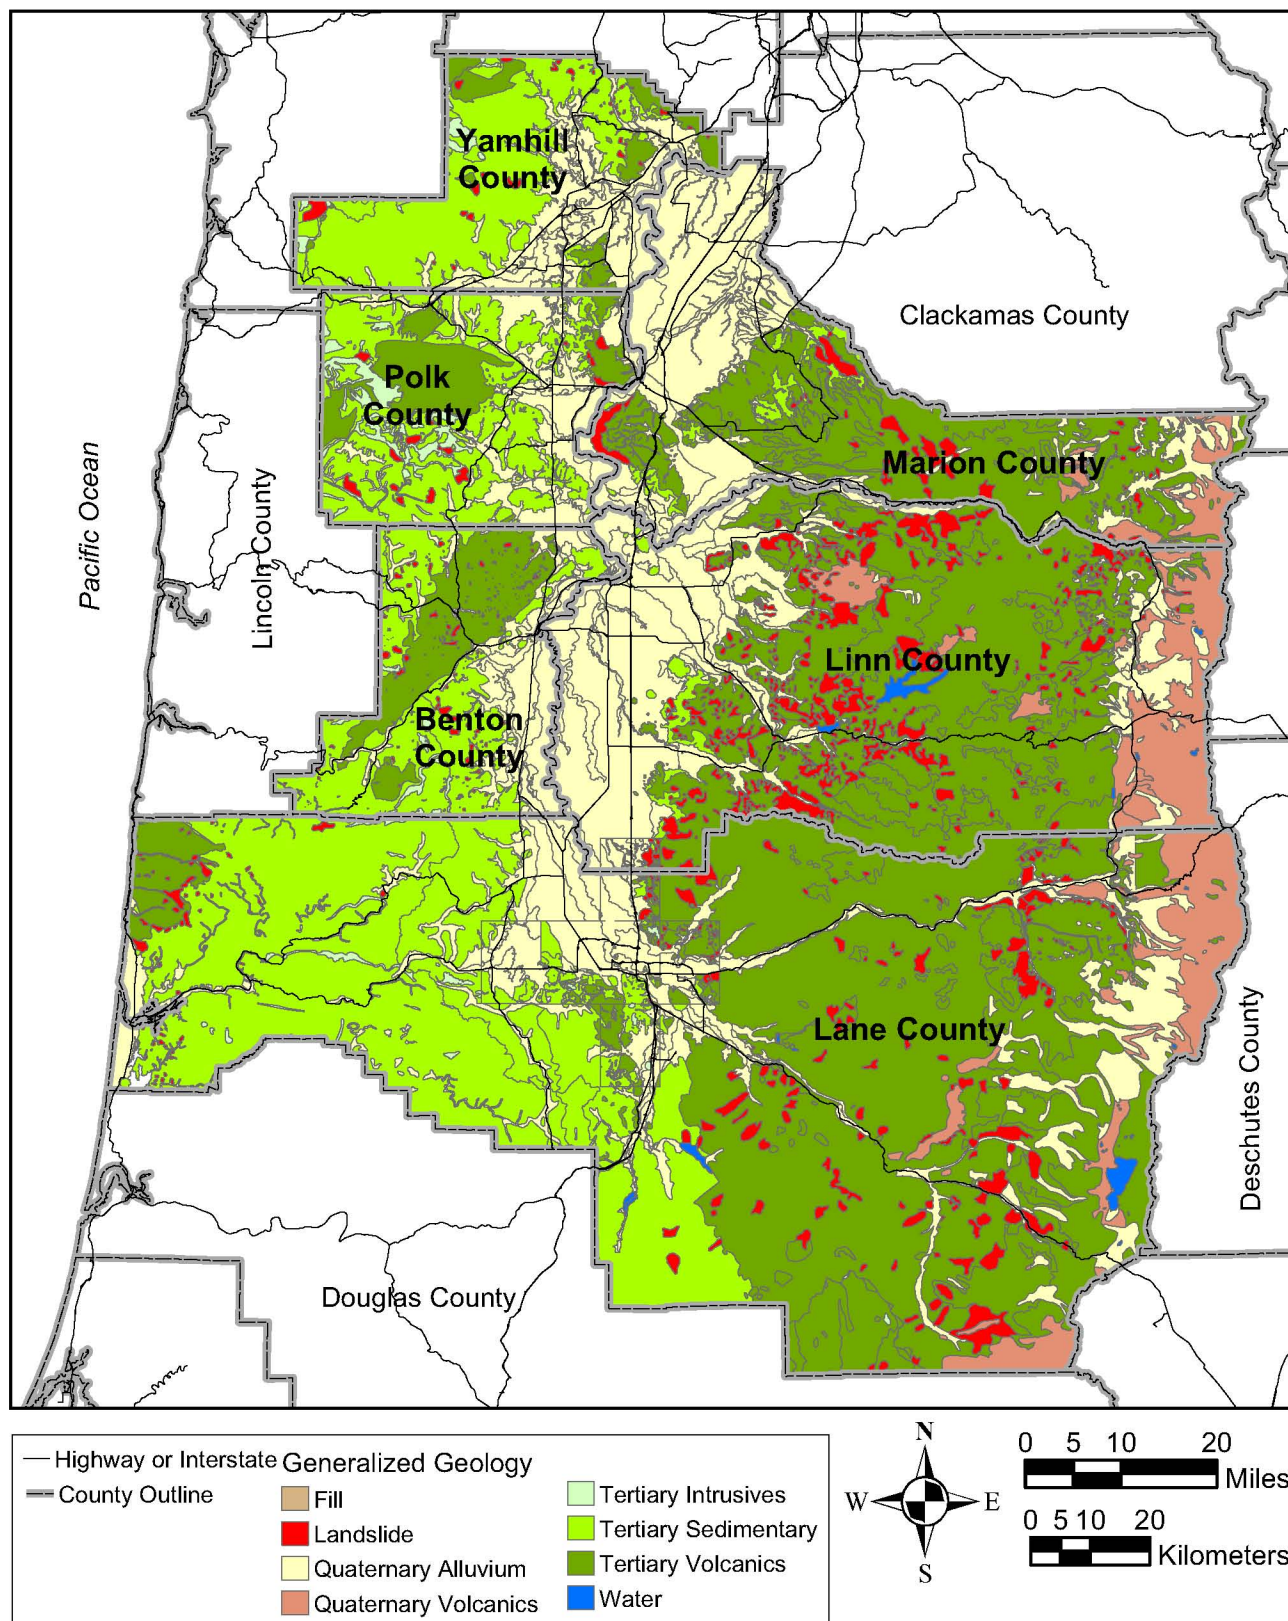 Yamhill
County
Clackamas County
Polk
County
Marion County
Pacific Ocean
Lincoln County
Linn County
Benton
County
Lane County
Deschutes County
Douglas County
Highway or Interstate
County Outline
Generalized Geology
Fill
Landslide
Quaternary Alluvium
Quaternary Volcanics
Tertiary Intrusives
Tertiary Sedimentary
Tertiary Volcanics
Water
N
W E
S
0 5 10 20
Miles
0 5 10 20
Kilometers